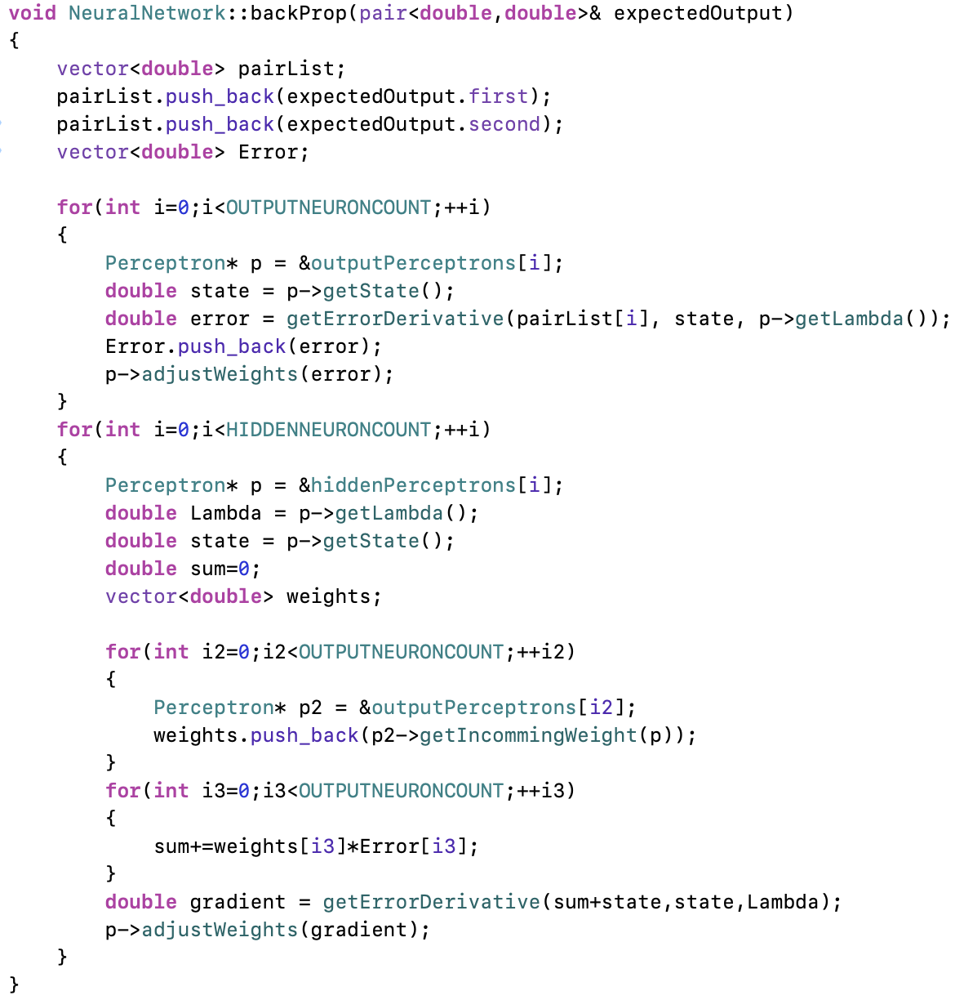 void NeuralNetwork::backProp(pair<double,double>& expectedOutput)
{
    vector<double> pairList;
    pairList.push_back(expectedOutput.first);
    pairList.push_back(expectedOutput.second);
    vector<double> Error;

    for(int i=0;i<OUTPUTNEURONCOUNT;++i)
    {
        Perceptron* p = &outputPerceptrons[i];
        double state = p->getState();
        double error = getErrorDerivative(pairList[i], state, p->getLambda());
        Error.push_back(error);
        p->adjustWeights(error);
    }
    for(int i=0;i<HIDDENNEURONCOUNT;++i)
    {
        Perceptron* p = &hiddenPerceptrons[i];
        double Lambda = p->getLambda();
        double state = p->getState();
        double sum=0;
        vector<double> weights;

        for(int i2=0;i2<OUTPUTNEURONCOUNT;++i2)
        {
            Perceptron* p2 = &outputPerceptrons[i2];
            weights.push_back(p2->getIncommingWeight(p));
        }
        for(int i3=0;i3<OUTPUTNEURONCOUNT;++i3)
        {
            sum+=weights[i3]*Error[i3];
        }
        double gradient = getErrorDerivative(sum+state,state,Lambda);
        p->adjustWeights(gradient);
    }
}